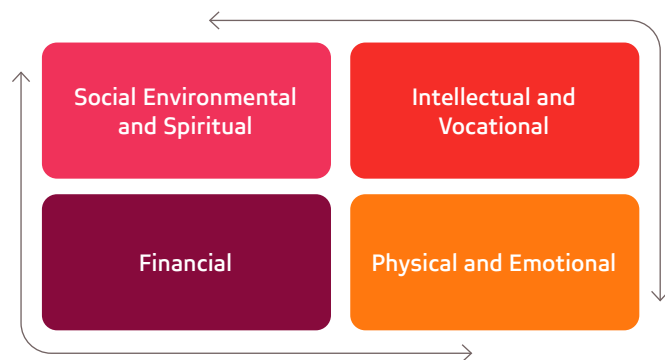 Social Environmental
and Spiritual
Intellectual and
Vocational
Financial
Physical and Emotional